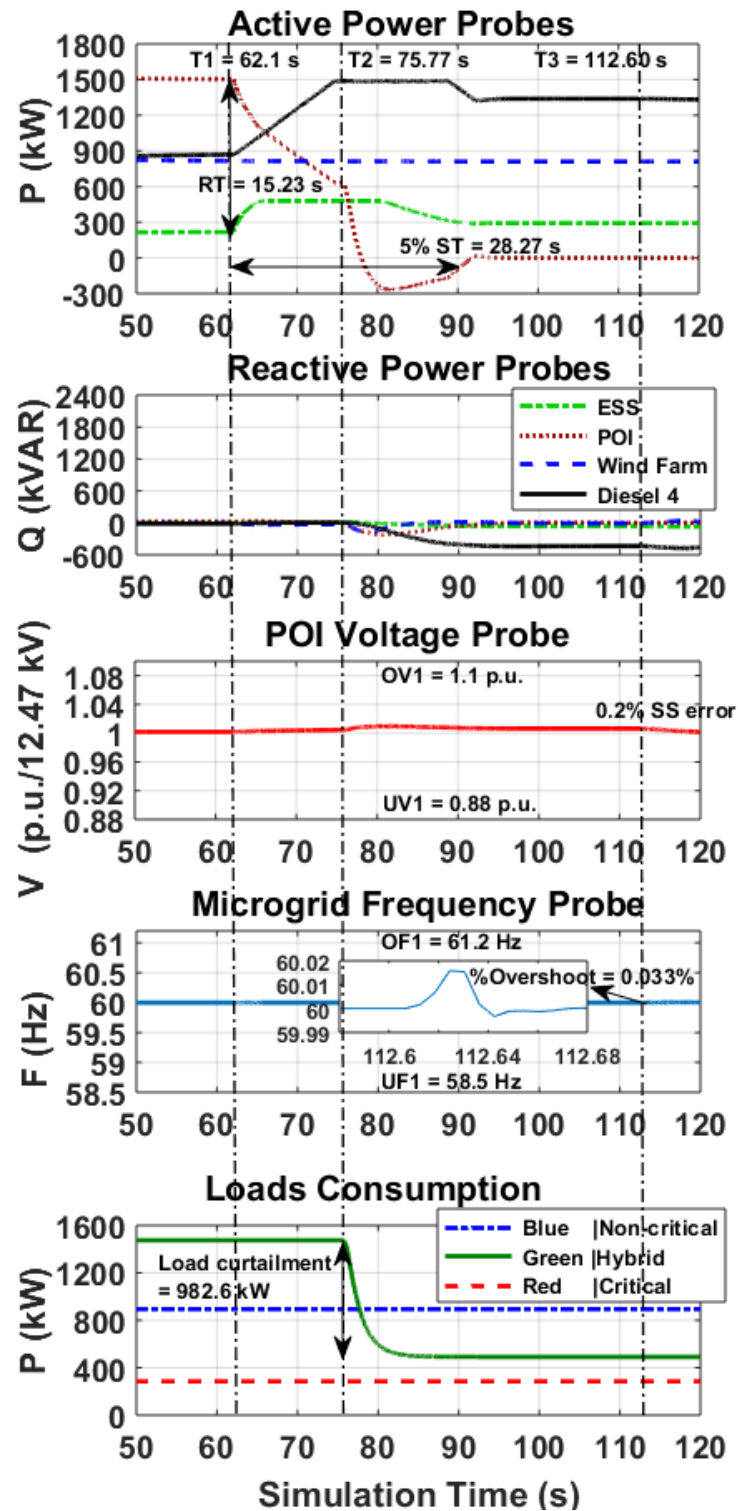 Active Power Probes
P (kW)
1800
1500
1200
900
600
300
0
-300
T1 = 62.1 s
T2 = 75.77 s
T3 = 112.60 s
RT = 15.23 s
5% ST = 28.27 s
50 60 70 80 90 100 110 120
Reactive Power Probes
Q (kVAR)
2400
1800
1200
600
0
-600
ESS
POI
Wind Farm
Diesel 4
50 60 70 80 90 100 110 120
POI Voltage Probe
V (p.u./12.47 kV)
1.08
1.04
1
0.96
0.92
0.88
OV1 = 1.1 p.u.
0.2% SS error
UV1 = 0.88 p.u.
50 60 70 80 90 100 110 120
Microgrid Frequency Probe
F (Hz)
61
60.5
60
59.5
59
58.5
OF1 = 61.2 Hz
60.02
60.01
60
59.99
%Overshoot = 0.033%
112.6 112.64 112.68
UF1 = 58.5 Hz
50 60 70 80 90 100 110 120
Loads Consumption
P (kW)
1600
1200
800
400
0
Blue |Non-critical
Green |Hybrid
Red |Critical
Load curtailment
= 982.6 kW
50 60 70 80 90 100 110 120
Simulation Time (s)